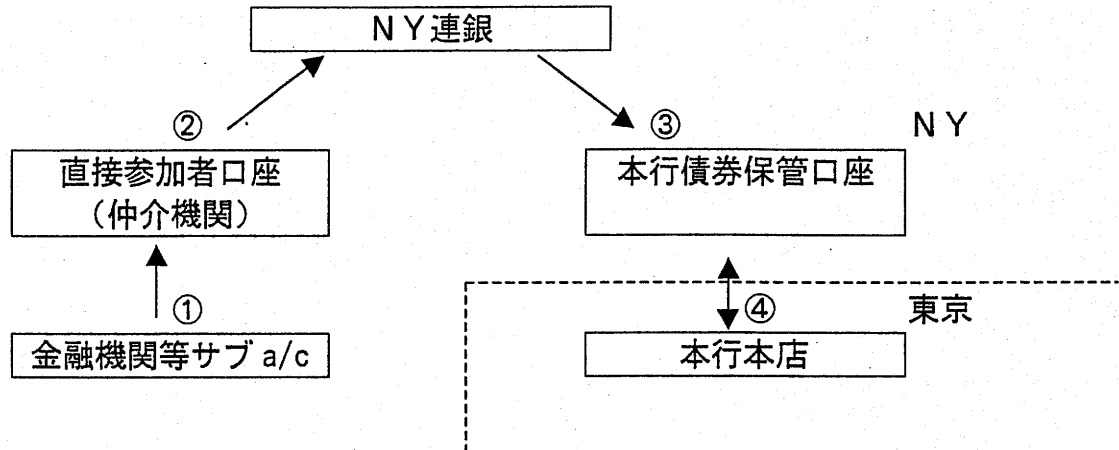 NY連銀
②
③
NY
直接参加者口座
(仲介機関)
本行債券保管口座
①
④
東京
金融機関等サブa/c
本行本店